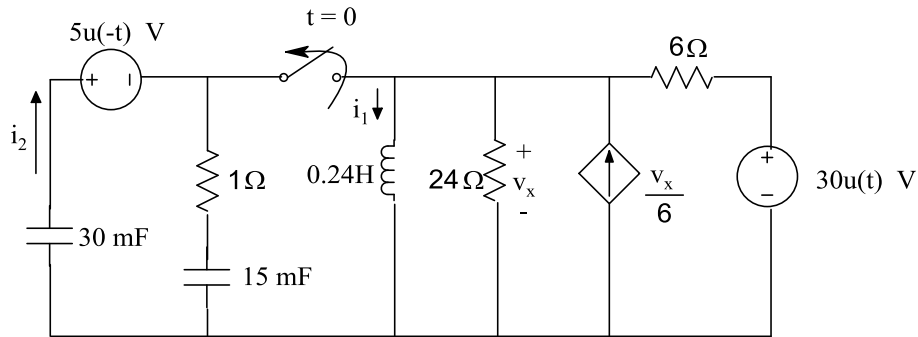 t = 0
5u(-t) V
+ -
6Ω
i₁
i₂
1Ω
0.24H
24Ω
+
vₓ
-
vₓ
6
+
-
30u(t) V
30 mF
15 mF